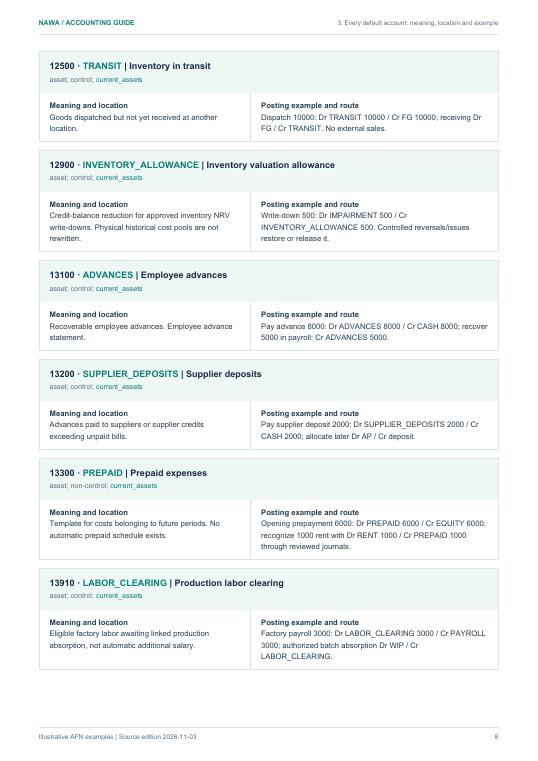 NAWA / ACCOUNTING GUIDE
3. Every default account: meaning, location and example
12500 · TRANSIT | Inventory in transit
asset; control; current_assets
Meaning and location
Goods dispatched but not yet received at another
location.
Posting example and route
Dispatch 10000: Dr TRANSIT 10000 / Cr FG 10000; receiving Dr
FG / Cr TRANSIT. No external sales.
12900 · INVENTORY_ALLOWANCE | Inventory valuation allowance
asset; control; current_assets
Meaning and location
Credit-balance reduction for approved inventory NRV
write-downs. Physical historical cost pools are not
rewritten.
Posting example and route
Write-down 500: Dr IMPAIRMENT 500 / Cr
INVENTORY_ALLOWANCE 500. Controlled reversals/issues
restore or release it.
13100 · ADVANCES | Employee advances
asset; control; current_assets
Meaning and location
Recoverable employee advances. Employee advance
statement.
Posting example and route
Pay advance 8000: Dr ADVANCES 8000 / Cr CASH 8000; recover
5000 in payroll: Cr ADVANCES 5000.
13200 · SUPPLIER_DEPOSITS | Supplier deposits
asset; control; current_assets
Meaning and location
Advances paid to suppliers or supplier credits
exceeding unpaid bills.
Posting example and route
Pay supplier deposit 2000: Dr SUPPLIER_DEPOSITS 2000 / Cr
CASH 2000; allocate later Dr AP / Cr deposit.
13300 · PREPAID | Prepaid expenses
asset; non-control; current_assets
Meaning and location
Template for costs belonging to future periods. No
automatic prepaid schedule exists.
Posting example and route
Opening prepayment 6000: Dr PREPAID 6000 / Cr EQUITY 6000;
recognize 1000 rent with Dr RENT 1000 / Cr PREPAID 1000
through reviewed journals.
13910 · LABOR_CLEARING | Production labor clearing
asset; control; current_assets
Meaning and location
Eligible factory labor awaiting linked production
absorption, not automatic additional salary.
Posting example and route
Factory payroll 3000: Dr LABOR_CLEARING 3000 / Cr PAYROLL
3000; authorized batch absorption Dr WIP / Cr
LABOR_CLEARING.
Illustrative AFN examples | Source edition 2026-11-03
8